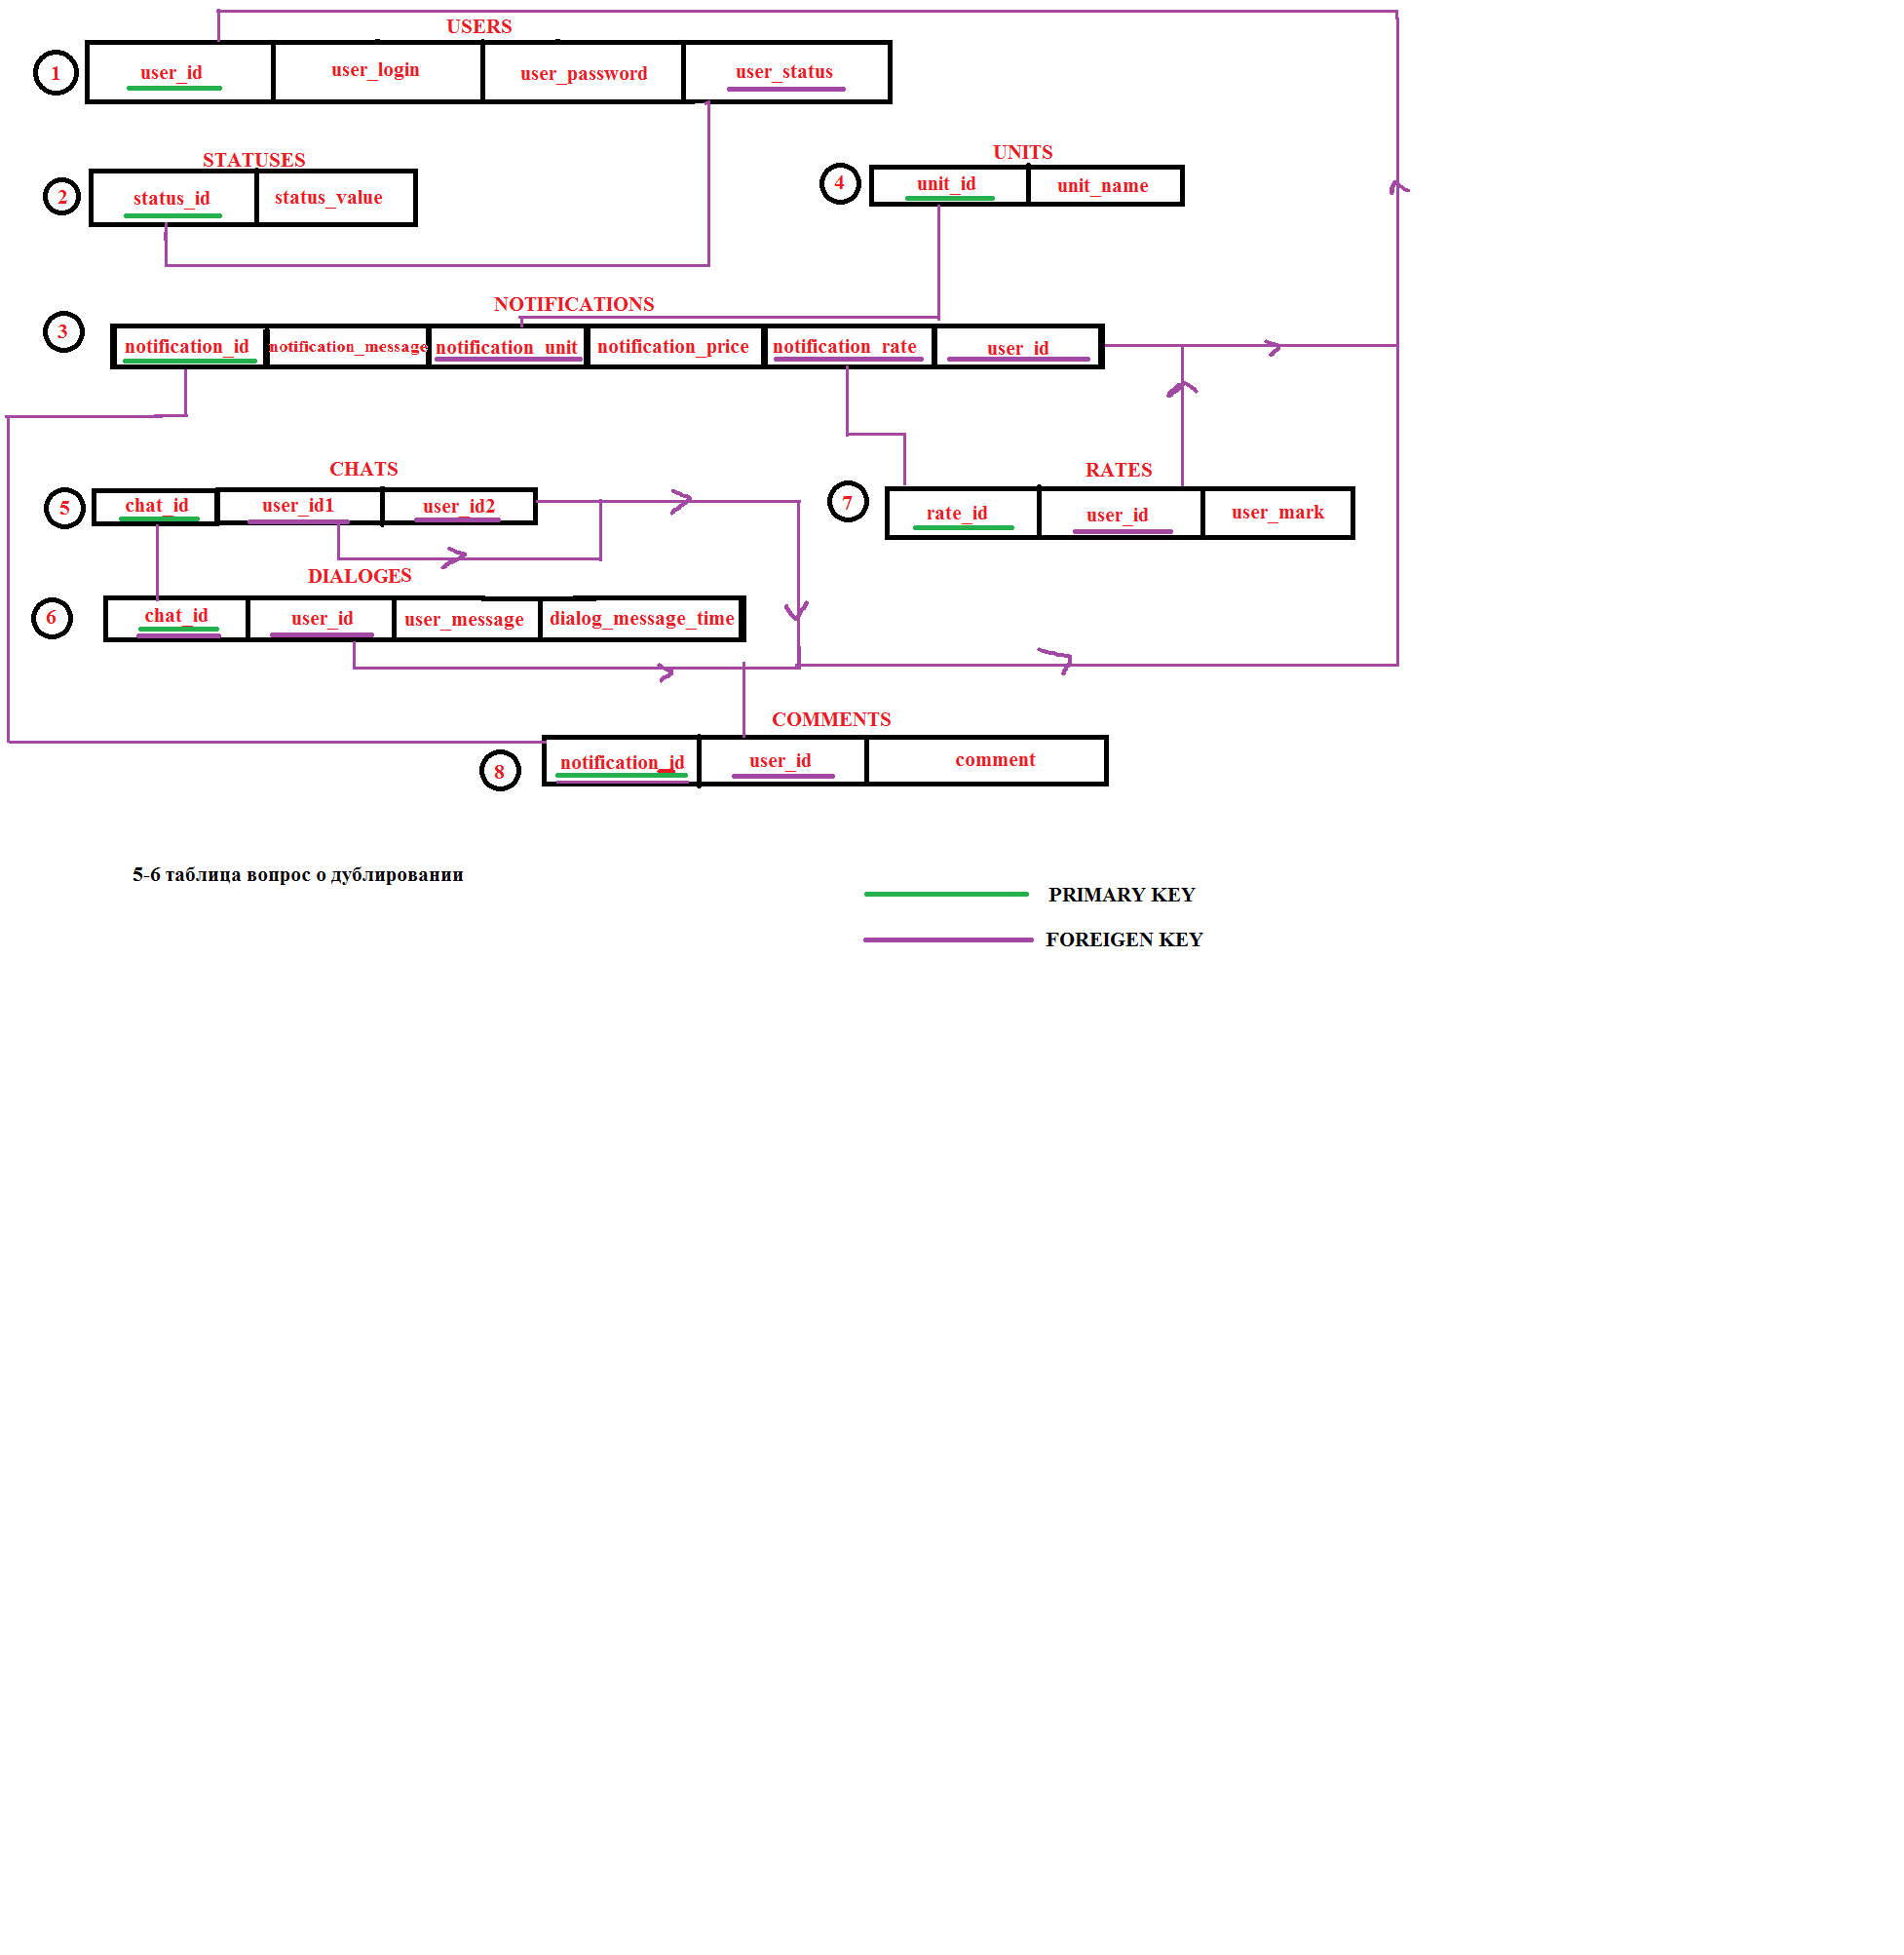 USERS
1
user_id
user_login
user_password
user_status
STATUSES
2
status_id
status_value
UNITS
4
unit_id
unit_name
NOTIFICATIONS
3
notification_id
notification_message
notification_unit
notification_price
notification_rate
user_id
CHATS
5
chat_id
user_id1
user_id2
RATES
7
rate_id
user_id
user_mark
DIALOGES
6
chat_id
user_id
user_message
dialog_message_time
COMMENTS
8
notification_id
user_id
comment
5-6 таблица вопрос о дублировании
PRIMARY KEY
FOREIGEN KEY